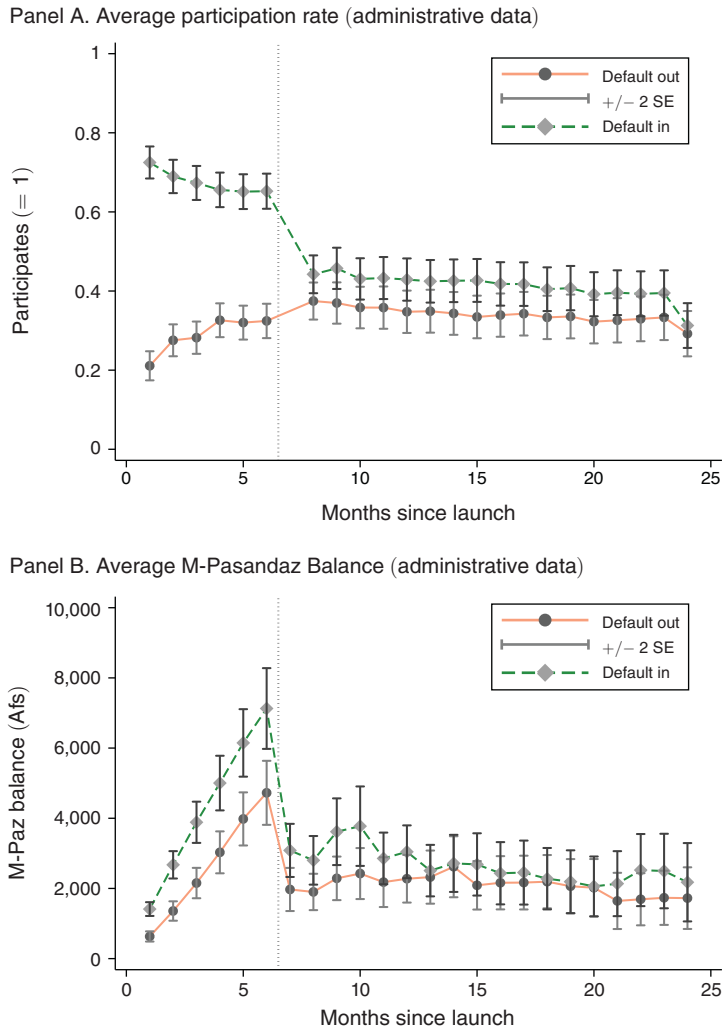 Panel A. Average participation rate (administrative data)
1
0.8
0.6
0.4
0.2
0
Participates (= 1)
Default out
+/− 2 SE
Default in
0 5 10 15 20 25
Months since launch
Panel B. Average M-Pasandaz Balance (administrative data)
10,000
8,000
6,000
4,000
2,000
0
M-Paz balance (Afs)
Default out
+/− 2 SE
Default in
0 5 10 15 20 25
Months since launch